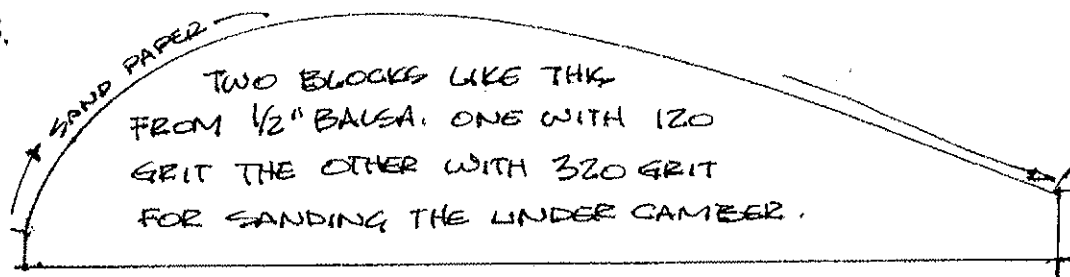 SAND PAPER
TWO BLOCKS LIKE THIS
FROM 1/2" BALSA. ONE WITH 120
GRIT THE OTHER WITH 320 GRIT
FOR SANDING THE UNDER CAMBER.